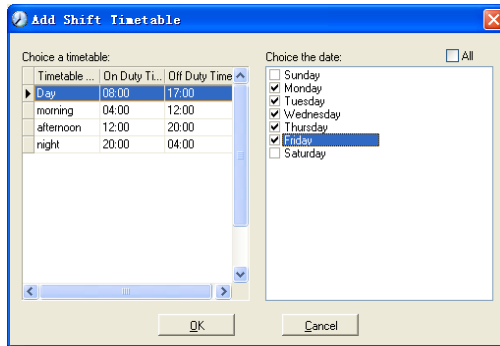 Add Shift Timetable
Choice a timetable:
Timetable ... On Duty Ti... Off Duty Time
Day 08:00 17:00
morning 04:00 12:00
afternoon 12:00 20:00
night 20:00 04:00
Choice the date:
All
Sunday
Monday
Tuesday
Wednesday
Thursday
Friday
Saturday
OK
Cancel